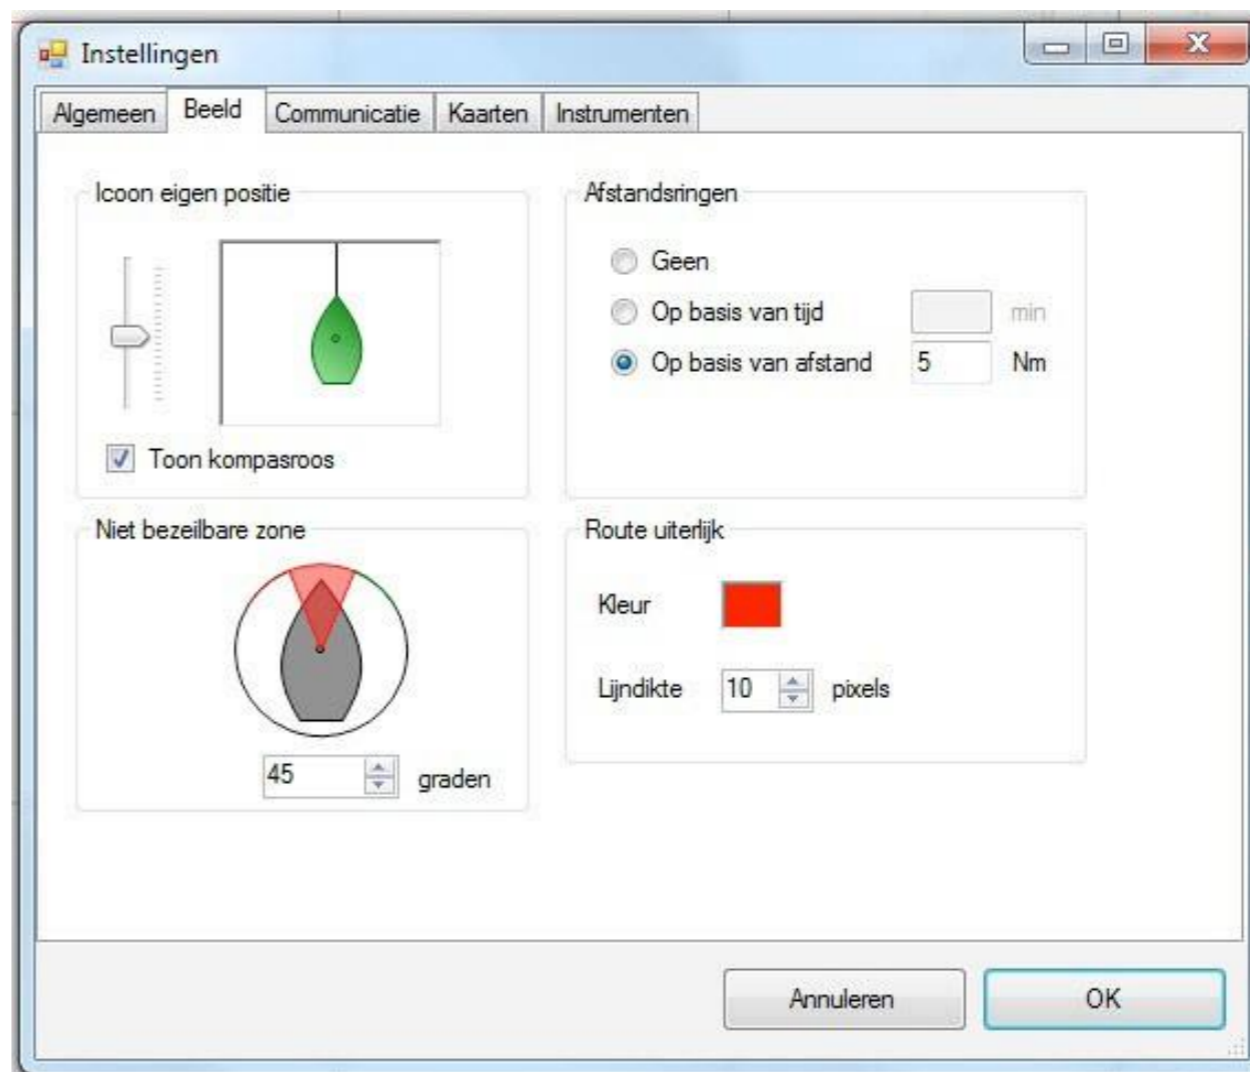 Instellingen
Algemeen Beeld Communicatie Kaarten Instrumenten
Icoon eigen positie
Toon kompasroos
Afstandsringen
Geen
Op basis van tijd min
Op basis van afstand 5 Nm
Niet bezeilbare zone
45 graden
Route uiterlijk
Kleur
Lijndikte 10 pixels
Annuleren OK